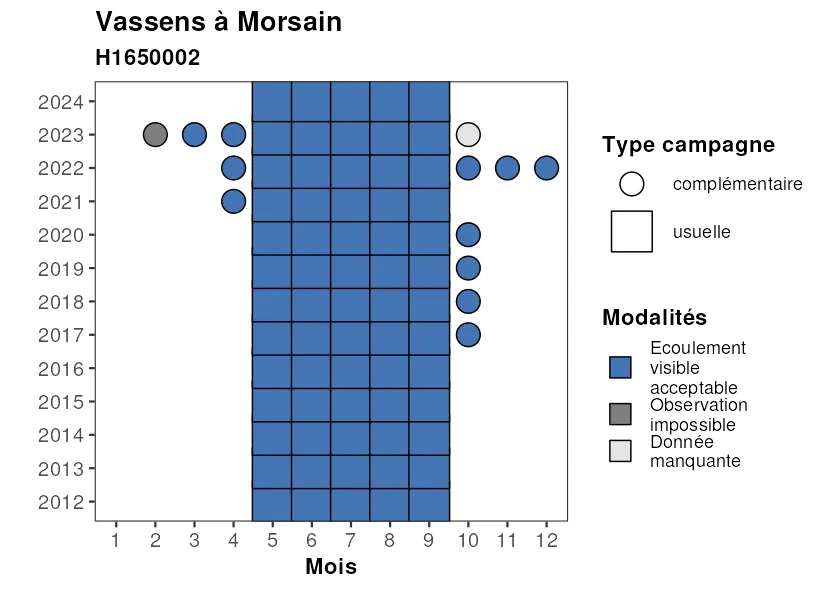 Vassens à Morsain
H1650002
2024
2023
2022
2021
2020
2019
2018
2017
2016
2015
2014
2013
2012
1 2 3 4 5 6 7 8 9 10 11 12
Mois
Type campagne
complémentaire
usuelle
Modalités
Ecoulement
visible
acceptable
Observation
impossible
Donnée
manquante